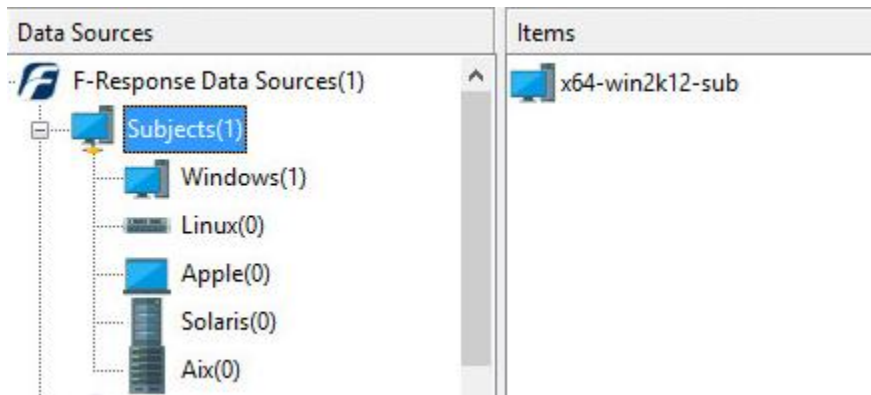 Data Sources
F-Response Data Sources(1)
Subjects(1)
Windows(1)
Linux(0)
Apple(0)
Solaris(0)
Aix(0)
Items
x64-win2k12-sub